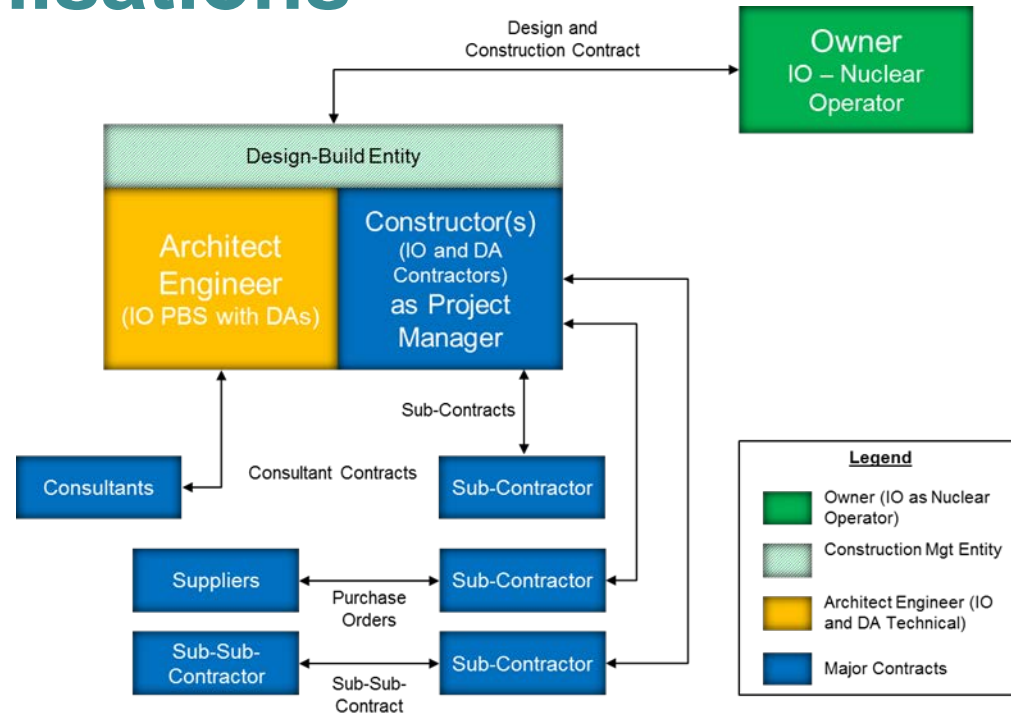 Design and
Construction Contract
Owner
IO – Nuclear
Operator
Design-Build Entity
Architect
Engineer
(IO PBS with DAs)
Constructor(s)
(IO and DA
Contractors)
as Project
Manager
Sub-Contracts
Consultants
Consultant Contracts
Sub-Contractor
Suppliers
Purchase
Orders
Sub-Contractor
Sub-Sub-
Contractor
Sub-Sub-
Contract
Sub-Contractor
Legend
Owner (IO as Nuclear
Operator)
Construction Mgt Entity
Architect Engineer (IO
and DA Technical)
Major Contracts